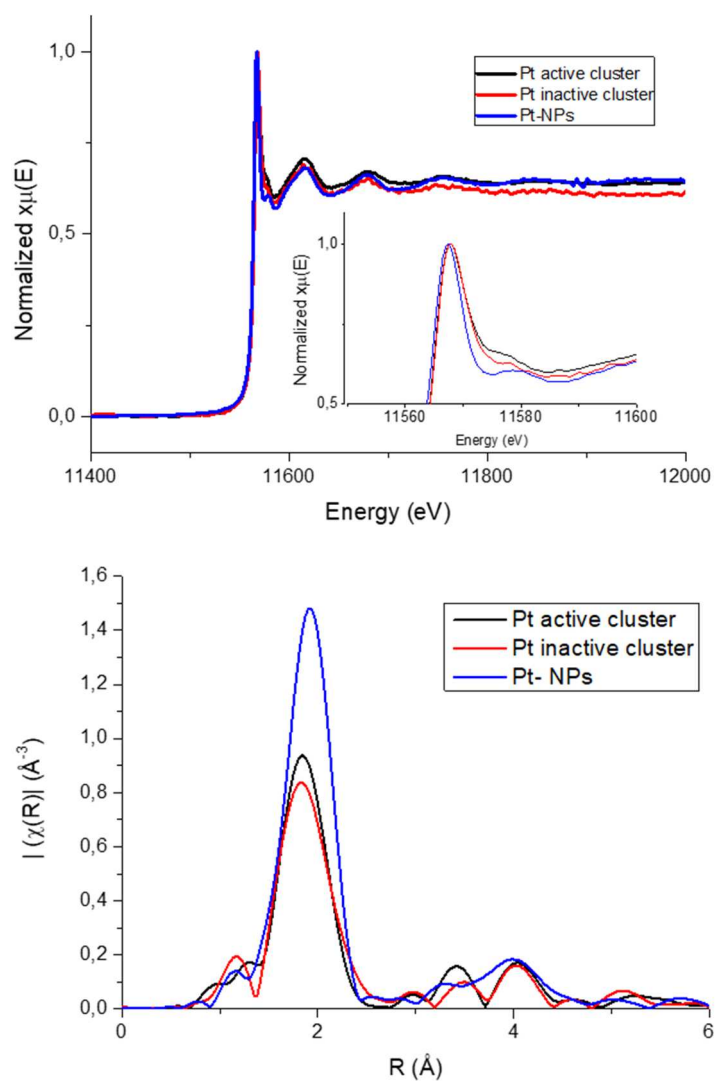 1,0
0,5
0,0
Normalized xμ(E)
Pt active cluster
Pt inactive cluster
Pt-NPs
1,0
0,5
Normalized xμ(E)
11560
11580
11600
Energy (eV)
11400
11600
11800
12000
Energy (eV)
1,6
1,4
1,2
1,0
0,8
0,6
0,4
0,2
0,0
| (χ(R)| (Å⁻³)
Pt active cluster
Pt inactive cluster
Pt- NPs
0
2
4
6
R (Å)